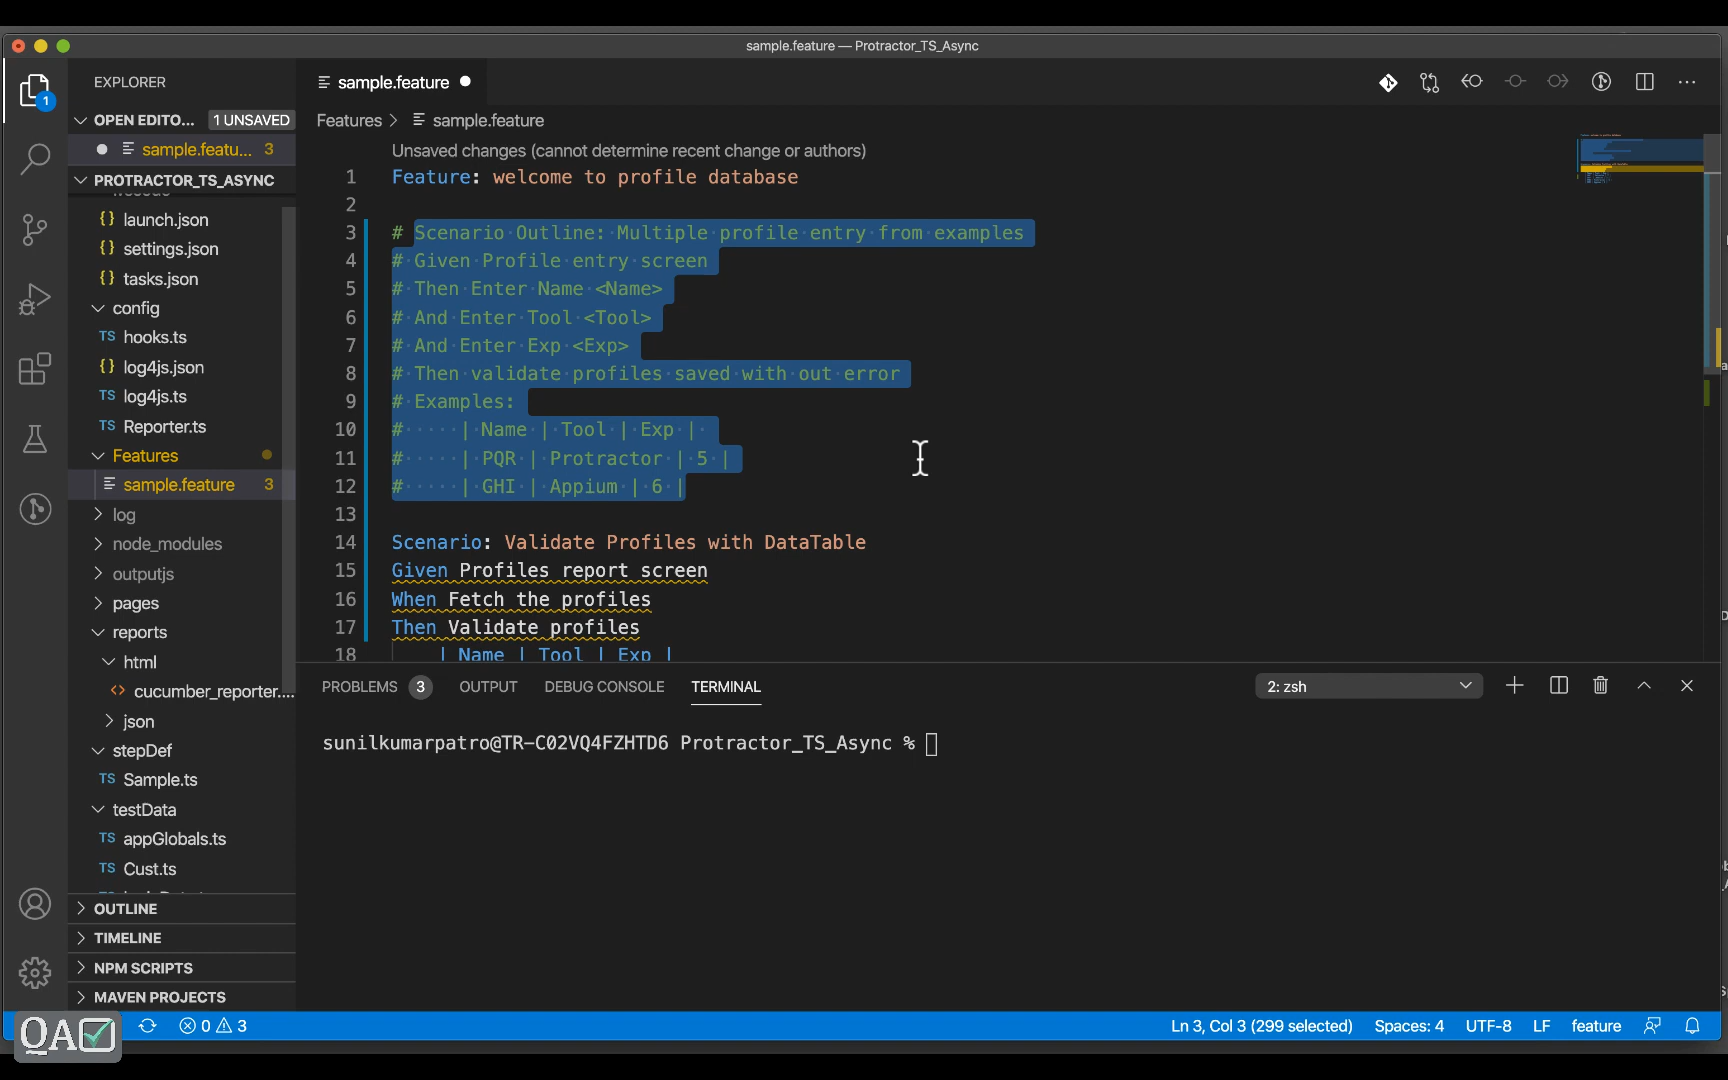 sample.feature — Protractor_TS_Async
EXPLORER
sample.feature
1
OPEN EDITO... 1 UNSAVED
sample.featu... 3
PROTRACTOR_TS_ASYNC
{} launch.json
{} settings.json
{} tasks.json
config
TS hooks.ts
{} log4js.json
TS log4js.ts
TS Reporter.ts
Features
sample.feature 3
log
node_modules
outputjs
pages
reports
html
<> cucumber_reporter....
json
stepDef
TS Sample.ts
testData
TS appGlobals.ts
TS Cust.ts
OUTLINE
TIMELINE
NPM SCRIPTS
MAVEN PROJECTS
Features > sample.feature
Unsaved changes (cannot determine recent change or authors)
1 Feature: welcome to profile database
2
3 # Scenario·Outline:·Multiple·profile·entry·from·examples
4 #·Given·Profile·entry·screen
5 #·Then·Enter·Name·<Name>
6 #·And·Enter·Tool·<Tool>
7 #·And·Enter·Exp·<Exp>
8 #·Then·validate·profiles·saved·with·out·error
9 #·Examples:
10 #·····|·Name·|·Tool·|·Exp·|·
11 #·····|·PQR·|·Protractor·|·5·|
12 #·····|·GHI·|·Appium·|·6·|
13
14 Scenario: Validate Profiles with DataTable
15 Given Profiles report screen
16 When Fetch the profiles
17 Then Validate profiles
18 | Name | Tool | Exp |
PROBLEMS 3 OUTPUT DEBUG CONSOLE TERMINAL
2: zsh
sunilkumarpatro@TR-C02VQ4FZHTD6 Protractor_TS_Async %
QA
0 3
Ln 3, Col 3 (299 selected) Spaces: 4 UTF-8 LF feature